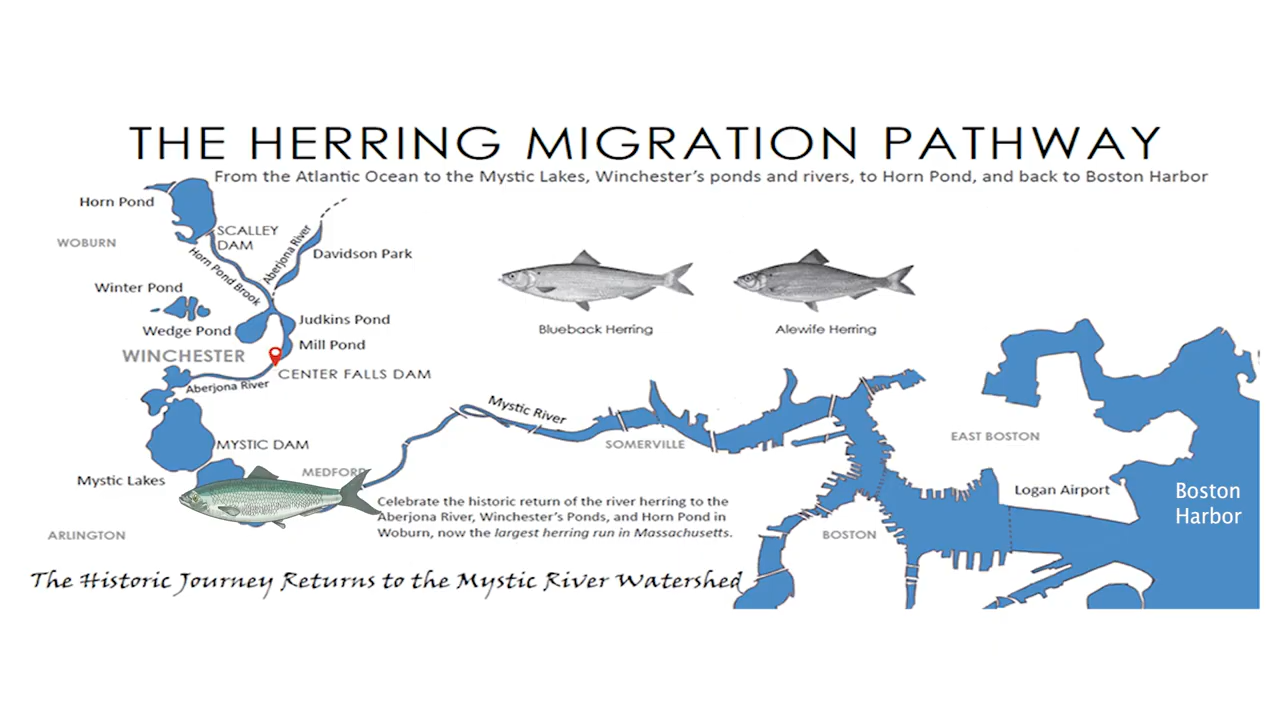 THE HERRING MIGRATION PATHWAY
From the Atlantic Ocean to the Mystic Lakes, Winchester's ponds and rivers, to Horn Pond, and back to Boston Harbor
Horn Pond
WOBURN
SCALLEY
DAM
Aberjona River
Davidson Park
Horn Pond Brook
Winter Pond
Wedge Pond
Judkins Pond
Mill Pond
WINCHESTER
CENTER FALLS DAM
Aberjona River
Blueback Herring
Alewife Herring
Mystic River
MYSTIC DAM
SOMERVILLE
EAST BOSTON
MEDFORD
Mystic Lakes
Logan Airport
Boston
Harbor
Celebrate the historic return of the river herring to the
Aberjona River, Winchester's Ponds, and Horn Pond in
Woburn, now the largest herring run in Massachusetts.
ARLINGTON
BOSTON
The Historic Journey Returns to the Mystic River Watershed